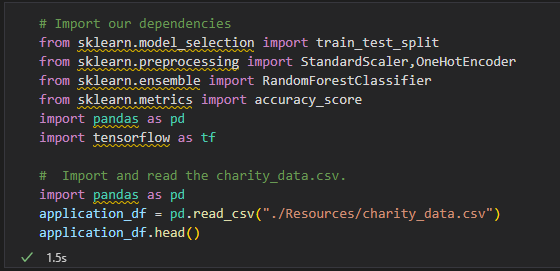 # Import our dependencies
from sklearn.model_selection import train_test_split
from sklearn.preprocessing import StandardScaler,OneHotEncoder
from sklearn.ensemble import RandomForestClassifier
from sklearn.metrics import accuracy_score
import pandas as pd
import tensorflow as tf

#  Import and read the charity_data.csv.
import pandas as pd
application_df = pd.read_csv("./Resources/charity_data.csv")
application_df.head()
✓ 1.5s